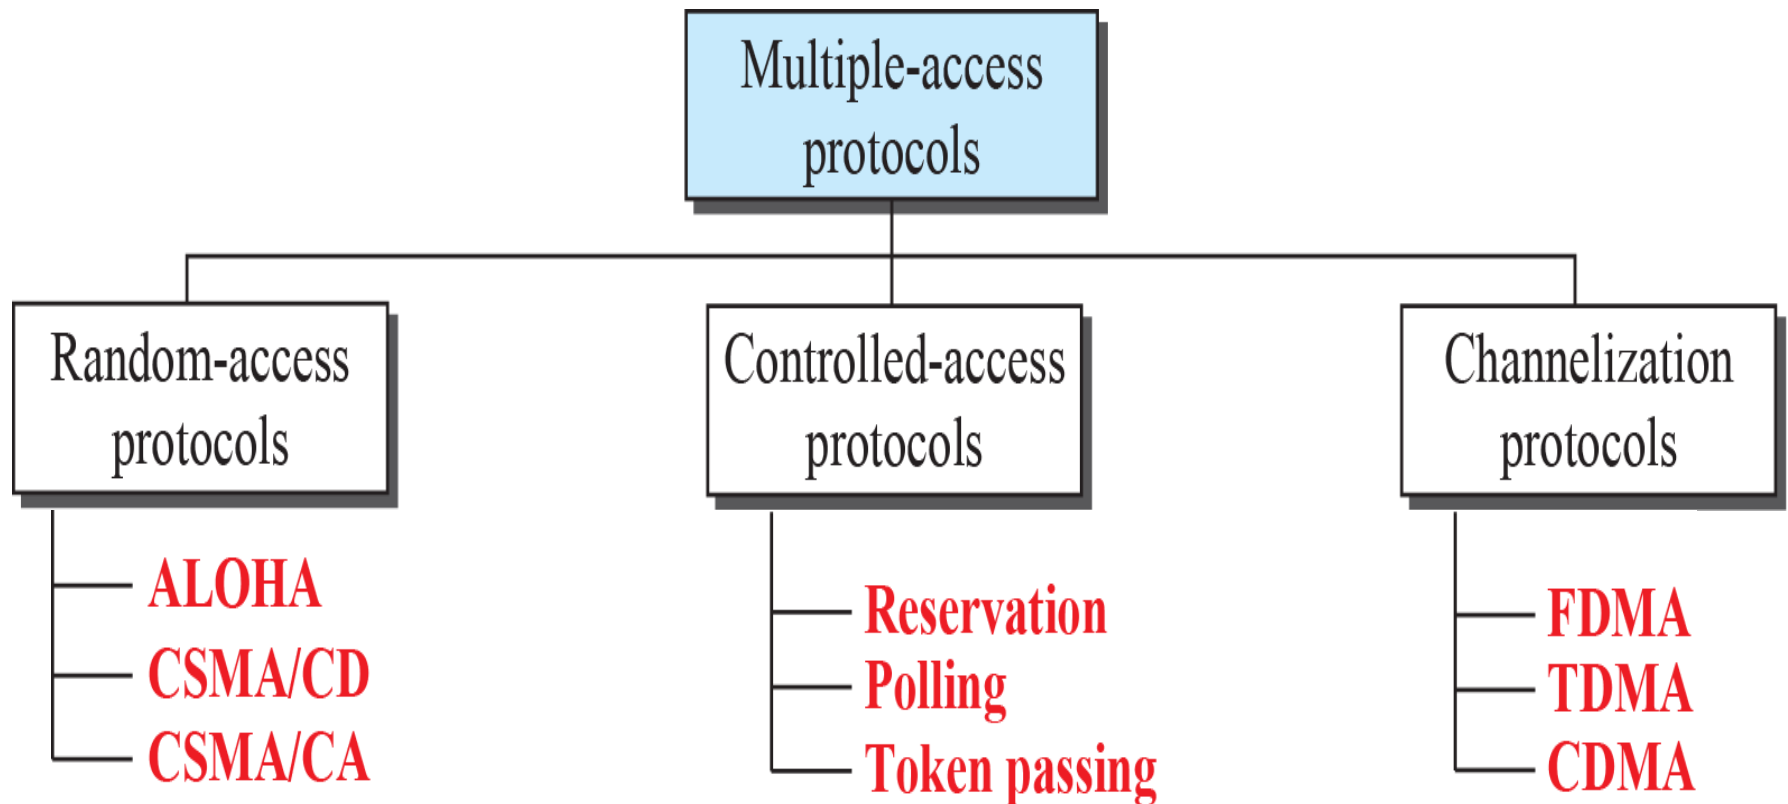 Multiple-access
protocols
Random-access
protocols
ALOHA
CSMA/CD
CSMA/CA
Controlled-access
protocols
Reservation
Polling
Token passing
Channelization
protocols
FDMA
TDMA
CDMA